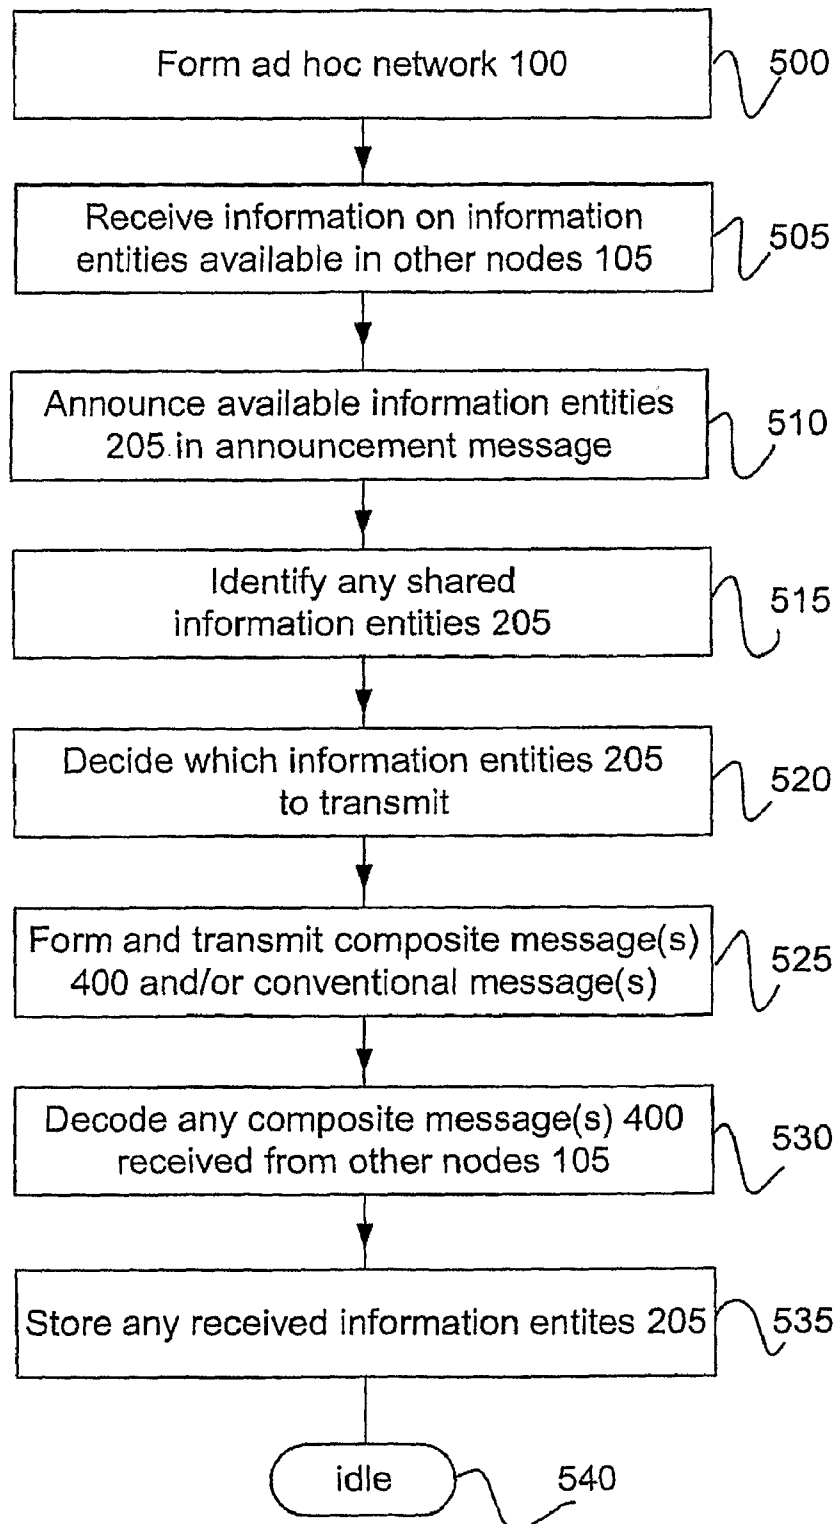 Form ad hoc network 100
500
Receive information on information
entities available in other nodes 105
505
Announce available information entities
205 in announcement message
510
Identify any shared
information entities 205
515
Decide which information entities 205
to transmit
520
Form and transmit composite message(s)
400 and/or conventional message(s)
525
Decode any composite message(s) 400
received from other nodes 105
530
Store any received information entites 205
535
idle
540